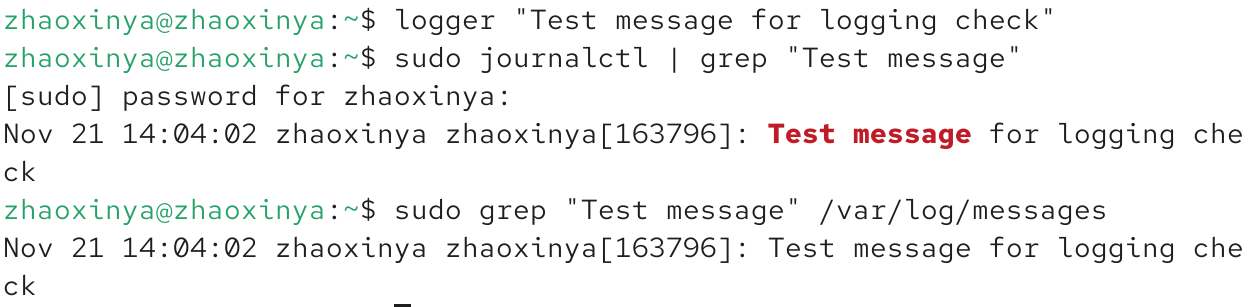 zhaoxinya@zhaoxinya:~$ logger "Test message for logging check"
zhaoxinya@zhaoxinya:~$ sudo journalctl | grep "Test message"
[sudo] password for zhaoxinya:
Nov 21 14:04:02 zhaoxinya zhaoxinya[163796]: Test message for logging che
ck
zhaoxinya@zhaoxinya:~$ sudo grep "Test message" /var/log/messages
Nov 21 14:04:02 zhaoxinya zhaoxinya[163796]: Test message for logging che
ck